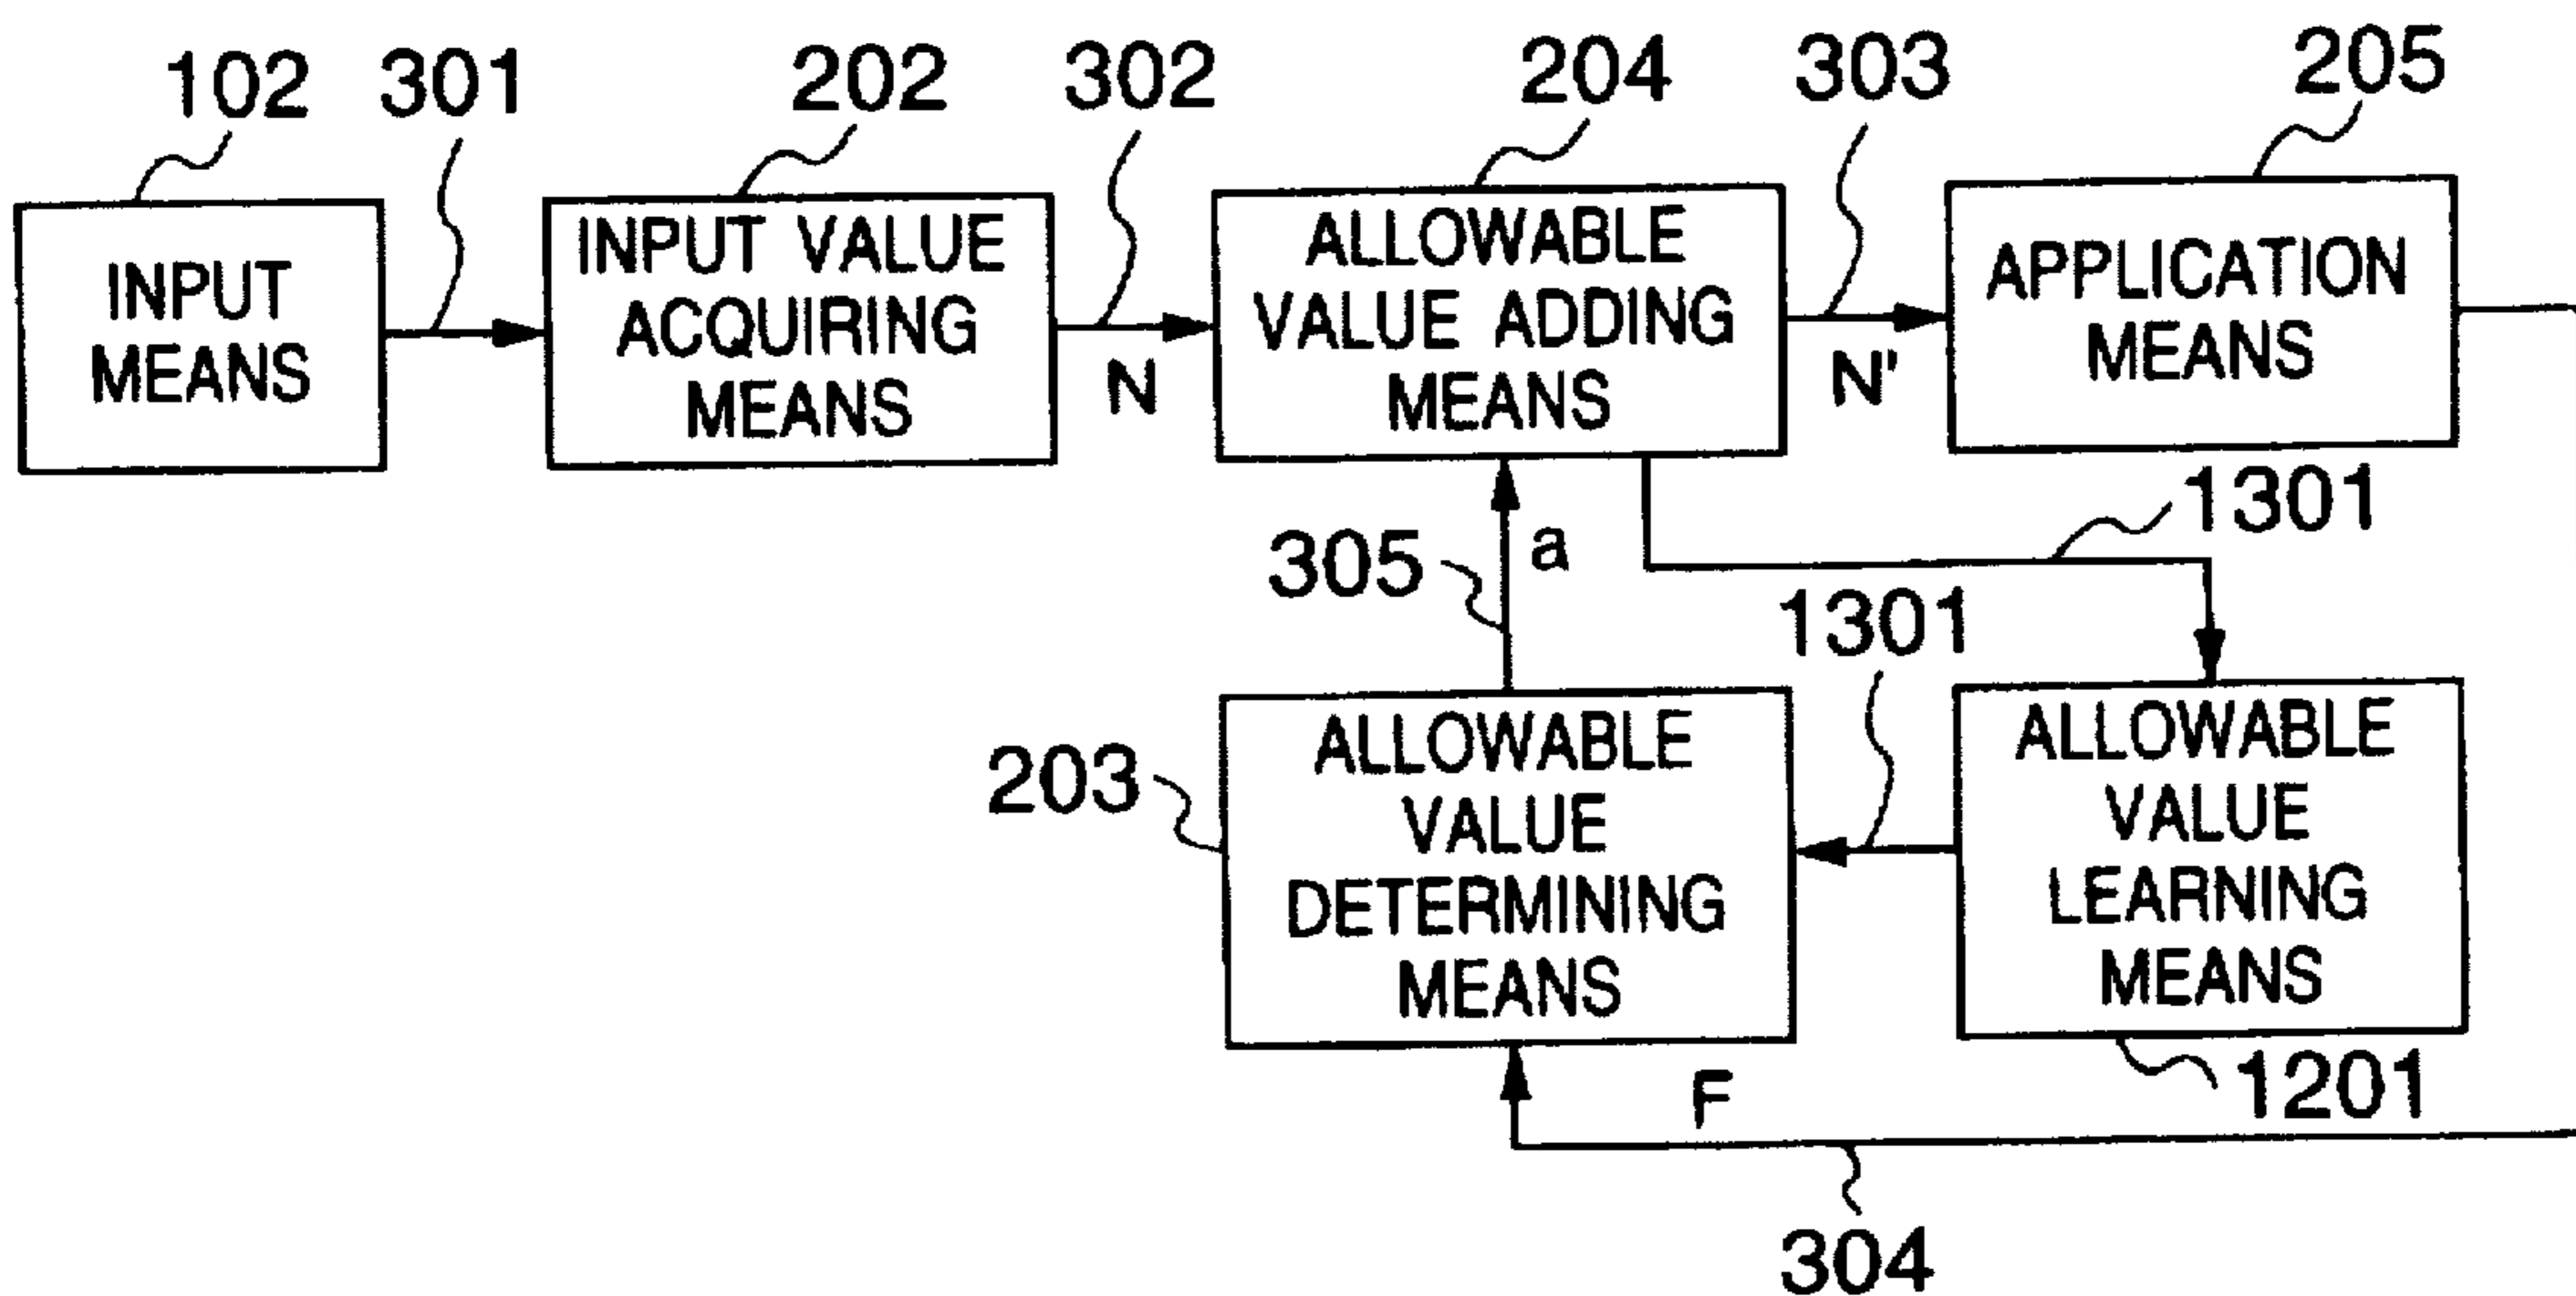 102
301
202
302
204
303
205
INPUT
MEANS
INPUT VALUE
ACQUIRING
MEANS
N
ALLOWABLE
VALUE ADDING
MEANS
N'
APPLICATION
MEANS
305
a
1301
1301
203
ALLOWABLE
VALUE
DETERMINING
MEANS
ALLOWABLE
VALUE
LEARNING
MEANS
1201
F
304